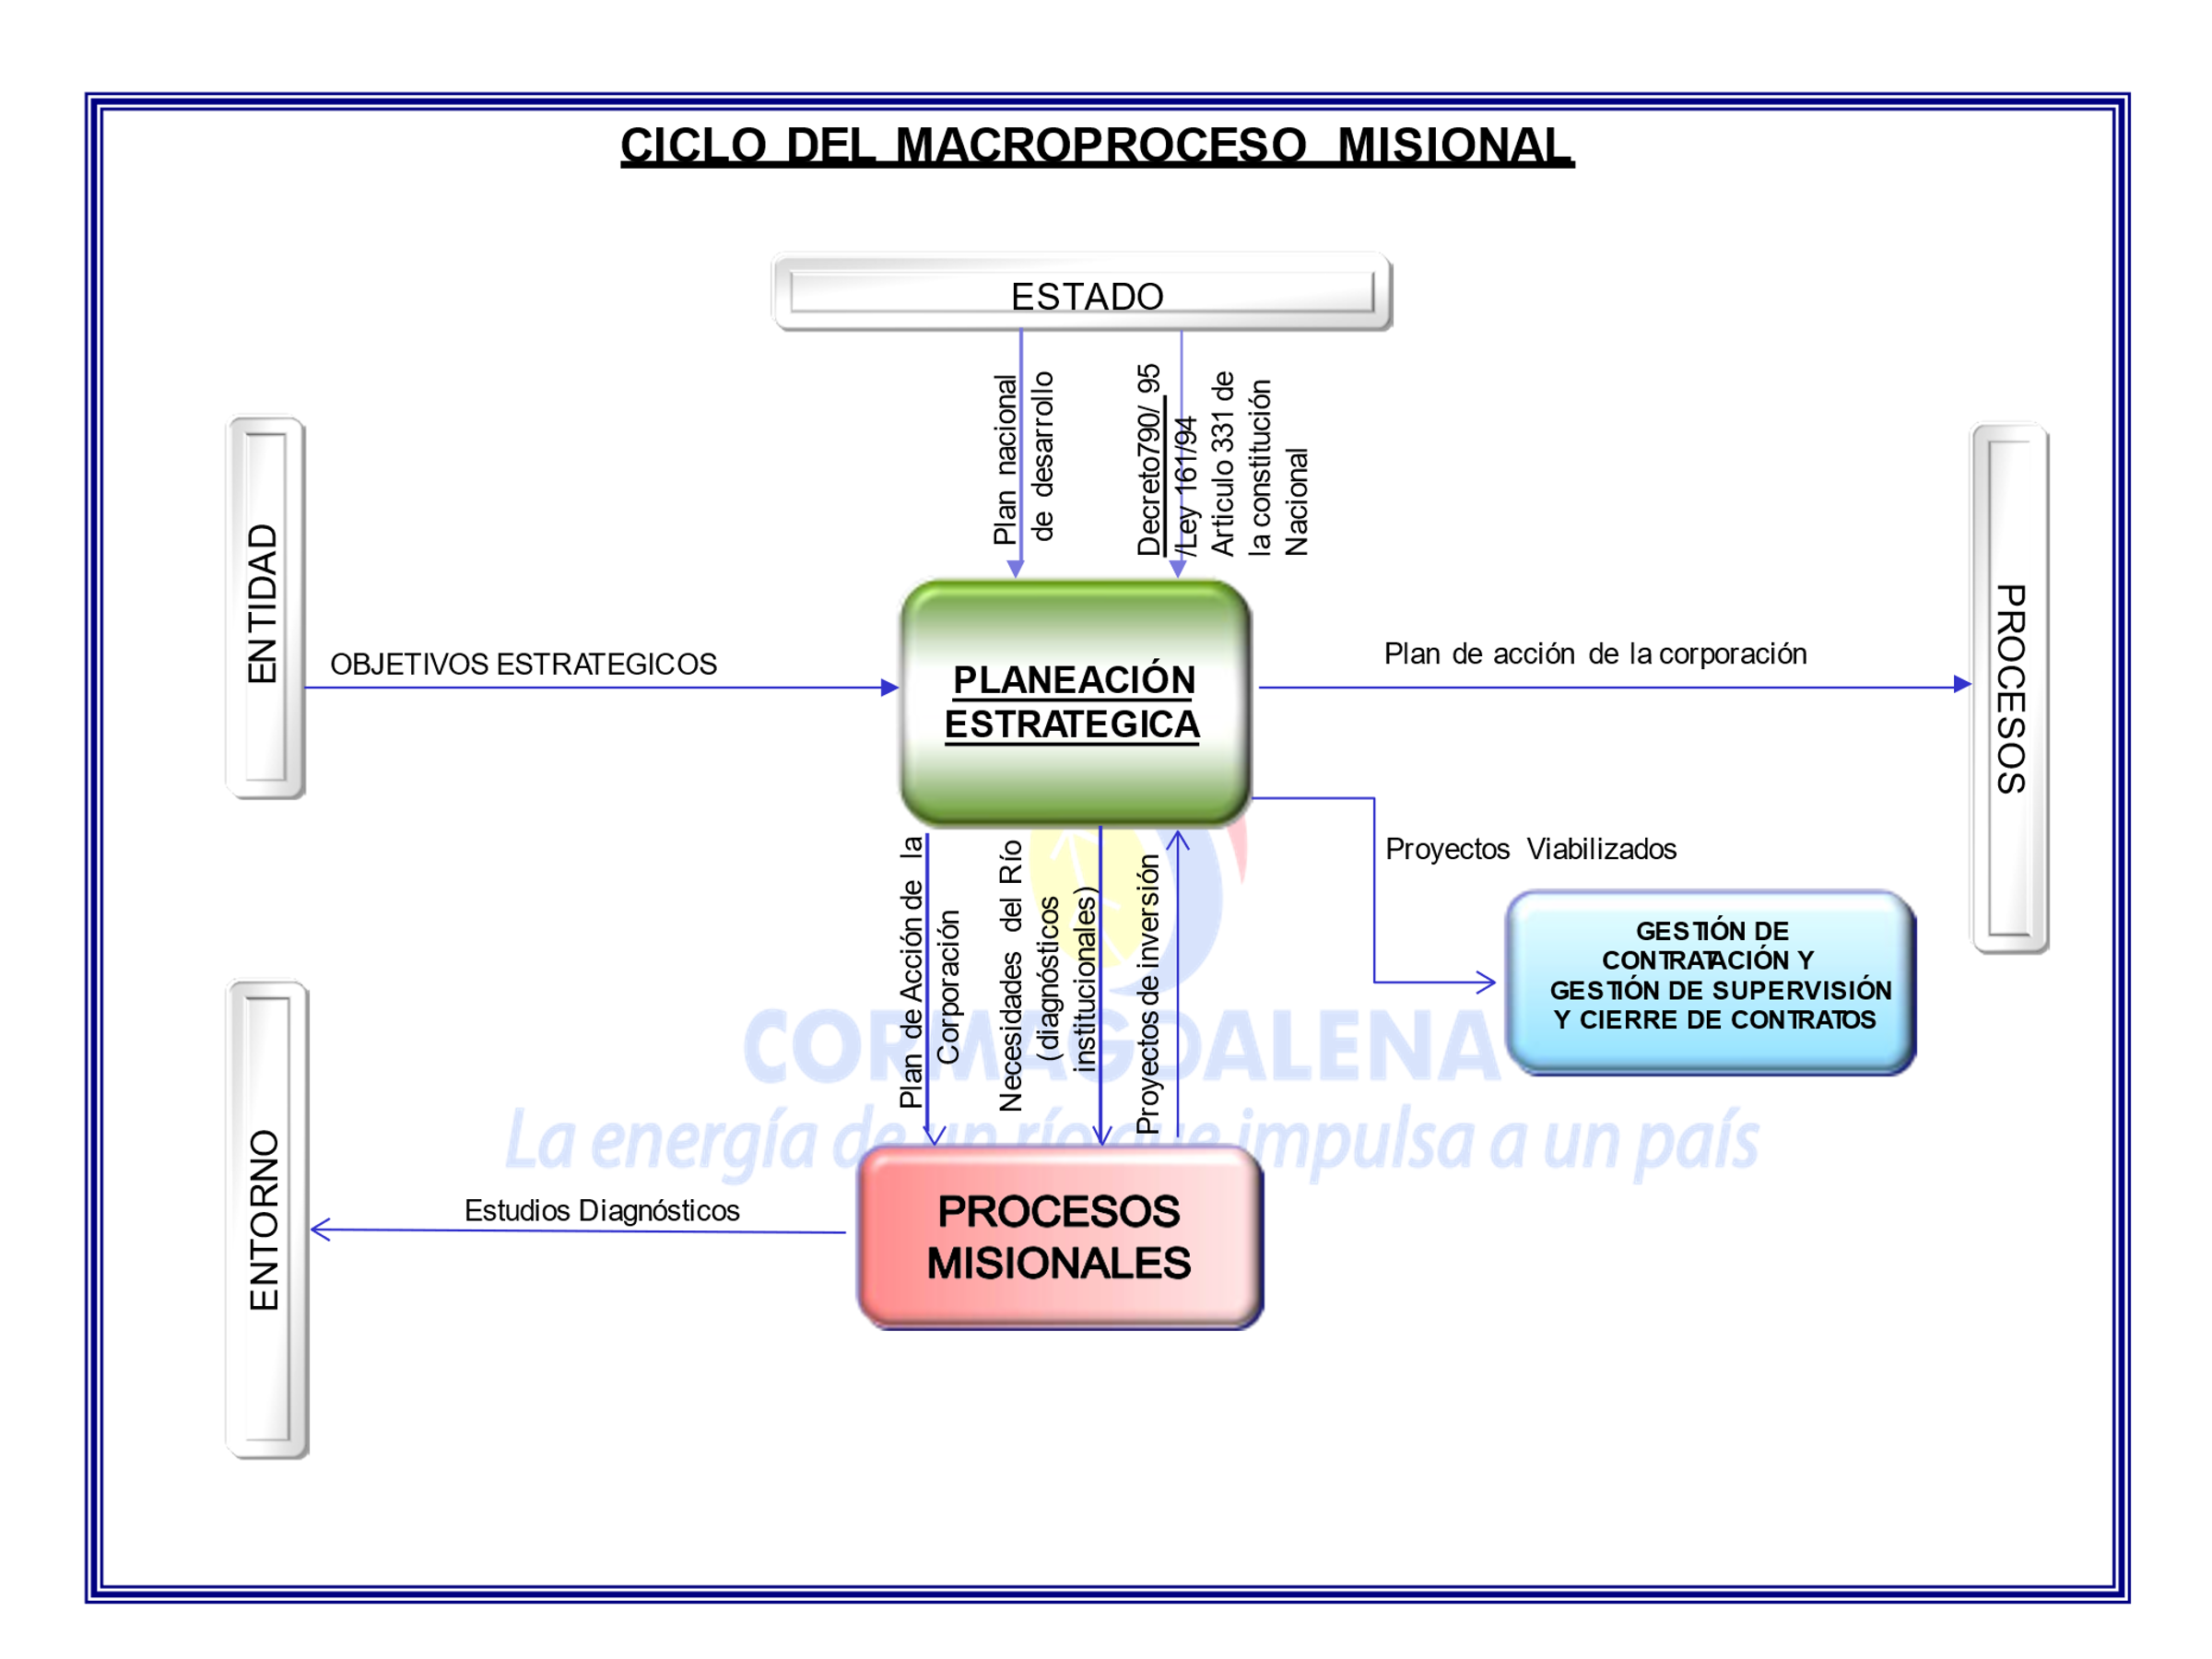 CICLO DEL MACROPROCESO MISIONAL
ESTADO
Plan nacional
de desarrollo
Decreto790/ 95
/Ley 161/94
Articulo 331 de
la constitución
Nacional
ENTIDAD
OBJETIVOS ESTRATEGICOS
PLANEACIÓN
ESTRATEGICA
Plan de acción de la corporación
PROCESOS
Proyectos Viabilizados
GESTIÓN DE
CONTRATACIÓN Y
GESTIÓN DE SUPERVISIÓN
Y CIERRE DE CONTRATOS
Plan de Acción de la
Corporación
Necesidades del Río
(diagnósticos
institucionales)
Proyectos de inversión
CORMAGDALENA
La energía de un río que impulsa a un país
ENTORNO
Estudios Diagnósticos
PROCESOS
MISIONALES